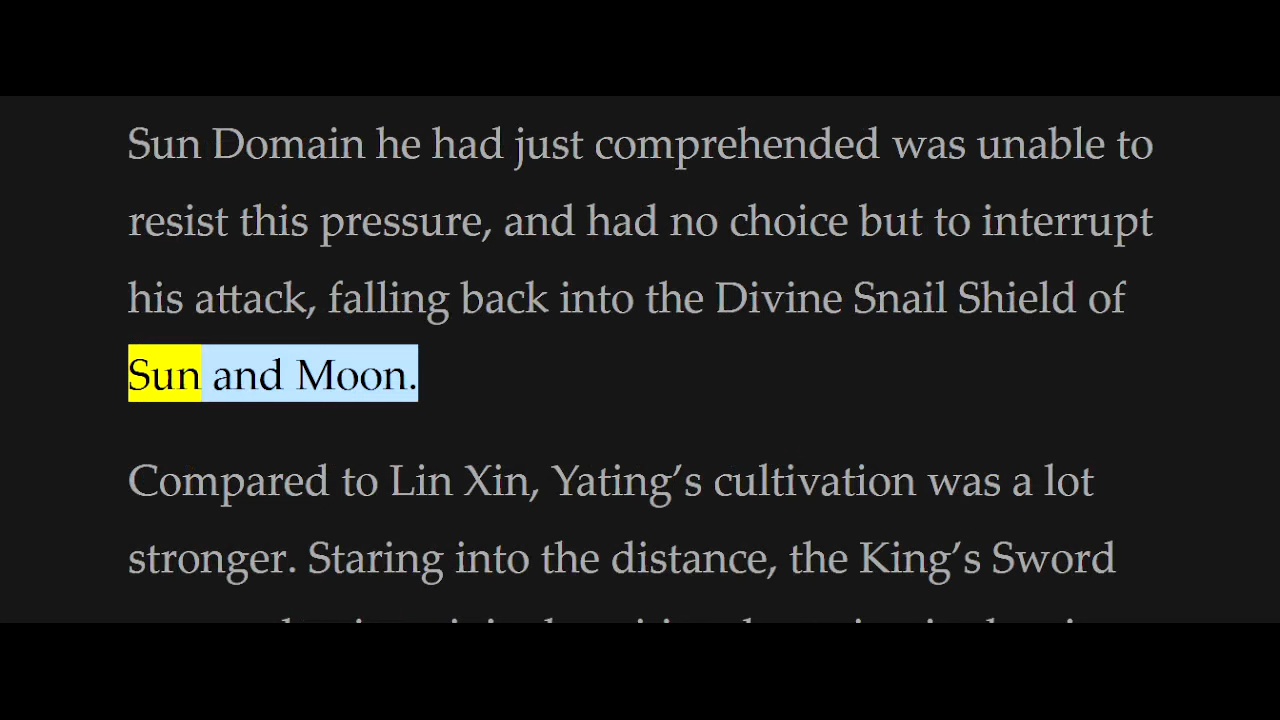 Sun Domain he had just comprehended was unable to
resist this pressure, and had no choice but to interrupt
his attack, falling back into the Divine Snail Shield of
Sun and Moon.
Compared to Lin Xin, Yating’s cultivation was a lot
stronger. Staring into the distance, the King’s Sword